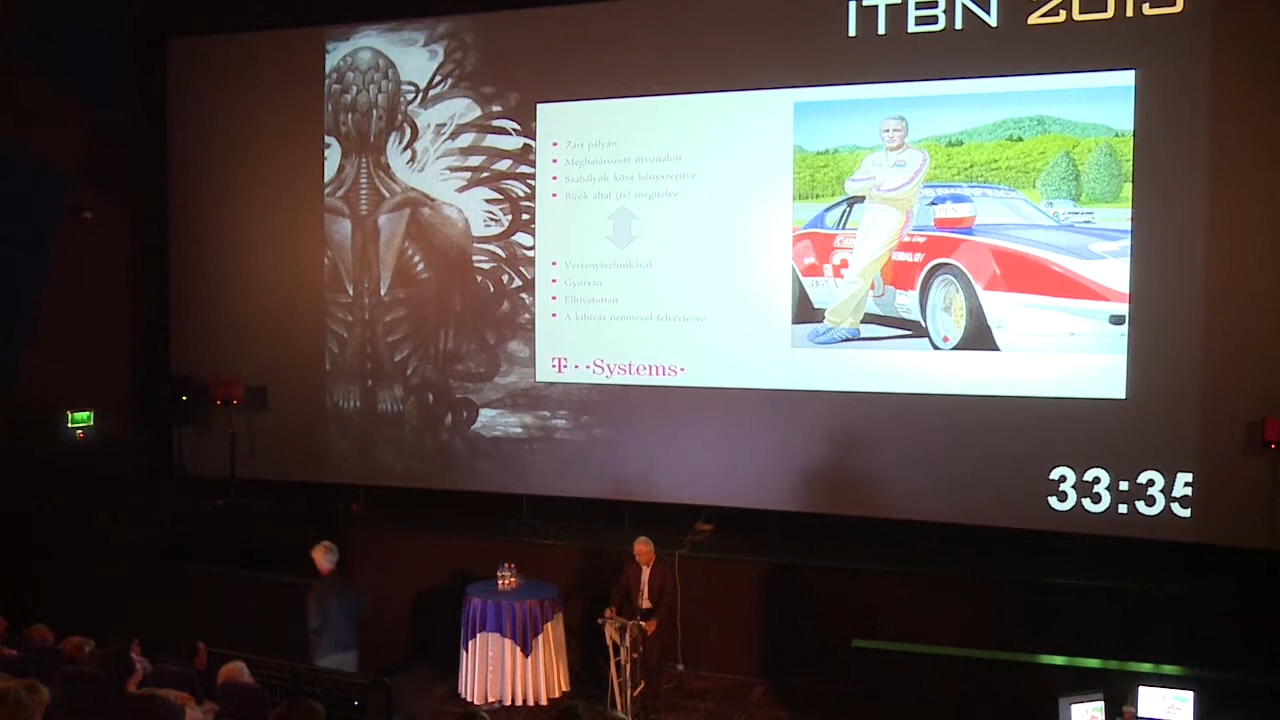 ITBN 2015
Zárt pályán
Meghatározott útvonalon
Szabályok közé kényszerítve
Bírók által (is) megítélve
Versenytechnikával
Gyorsan
Elhivatottan
A kihívás örömével felvértezve
T··Systems·
33:35